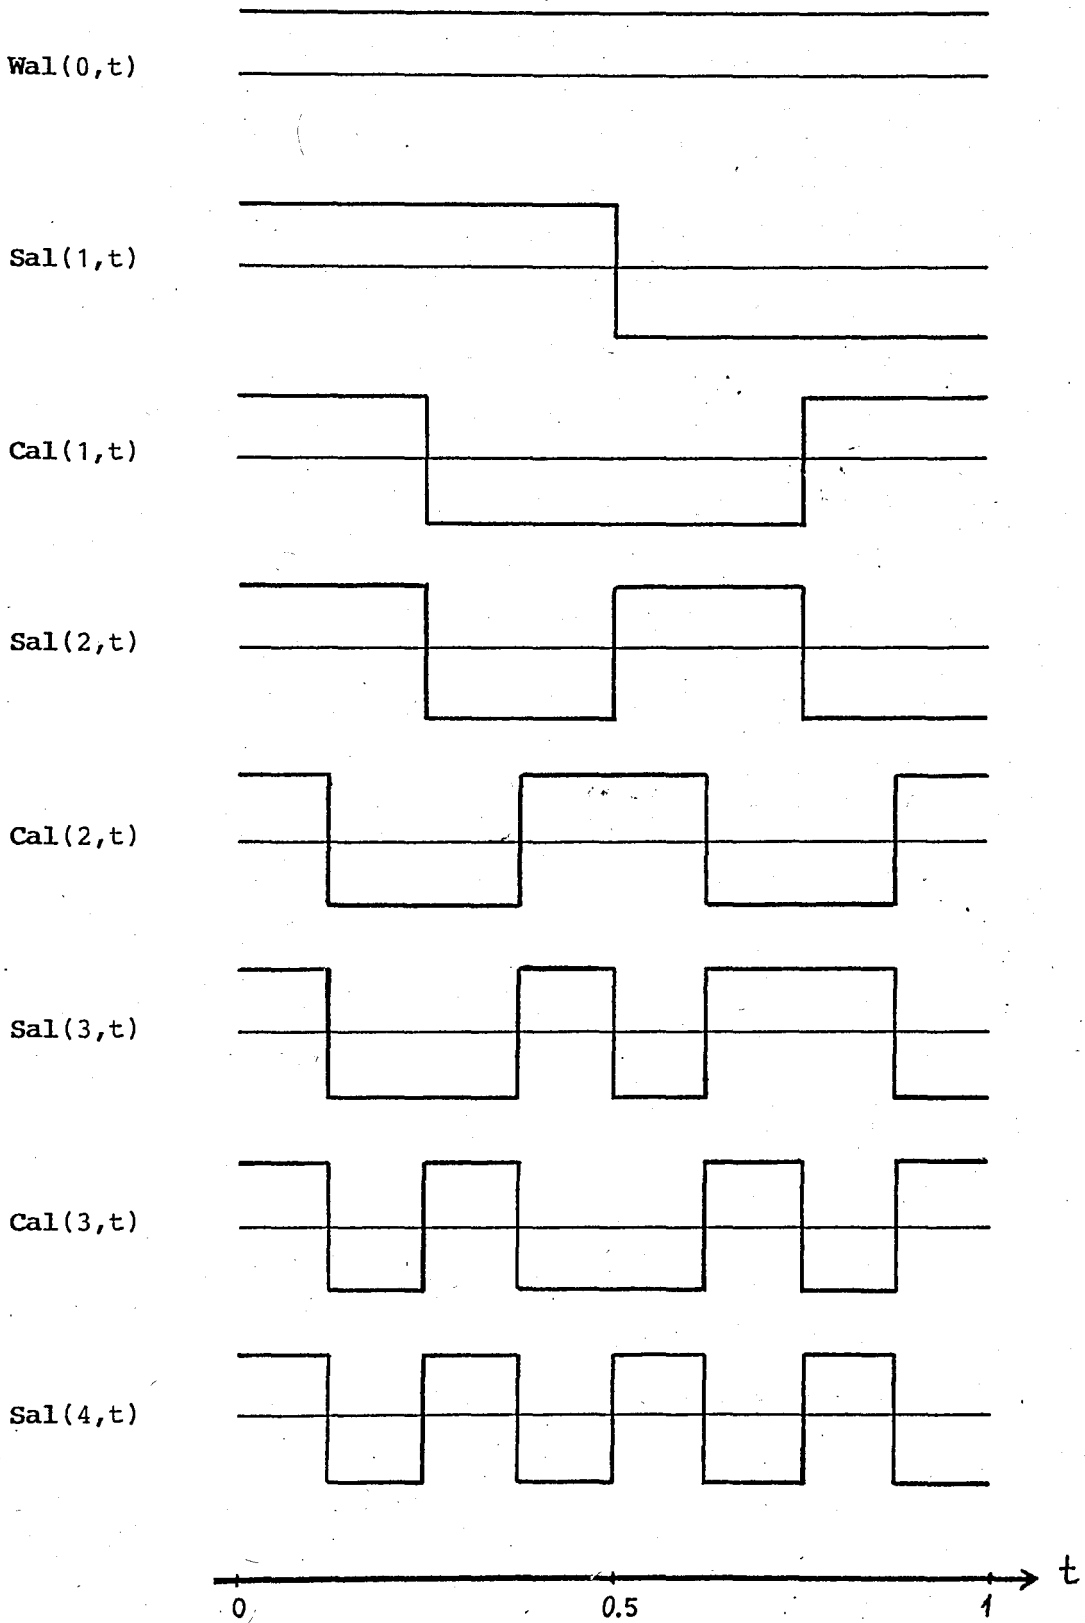 Wal(0,t)
Sal(1,t)
Cal(1,t)
Sal(2,t)
Cal(2,t)
Sal(3,t)
Cal(3,t)
Sal(4,t)
t
0 0.5 1